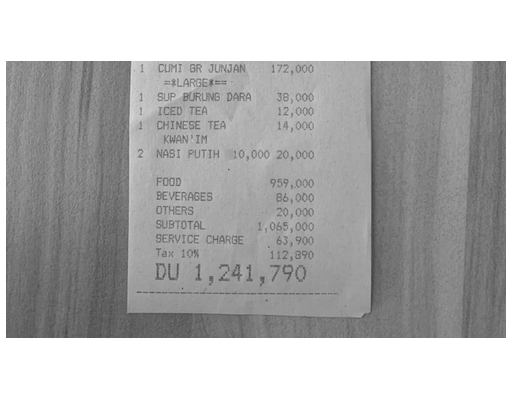 1 CUMI GR JUNJAN 172,000
=*LARGE*==
1 SUP BURUNG DARA 38,000
1 ICED TEA 12,000
1 CHINESE TEA 14,000
KWAN'IM
2 NASI PUTIH 10,000 20,000
FOOD 959,000
BEVERAGES 86,000
OTHERS 20,000
SUBTOTAL 1,065,000
SERVICE CHARGE 63,900
Tax 10% 112,890
DU 1,241,790